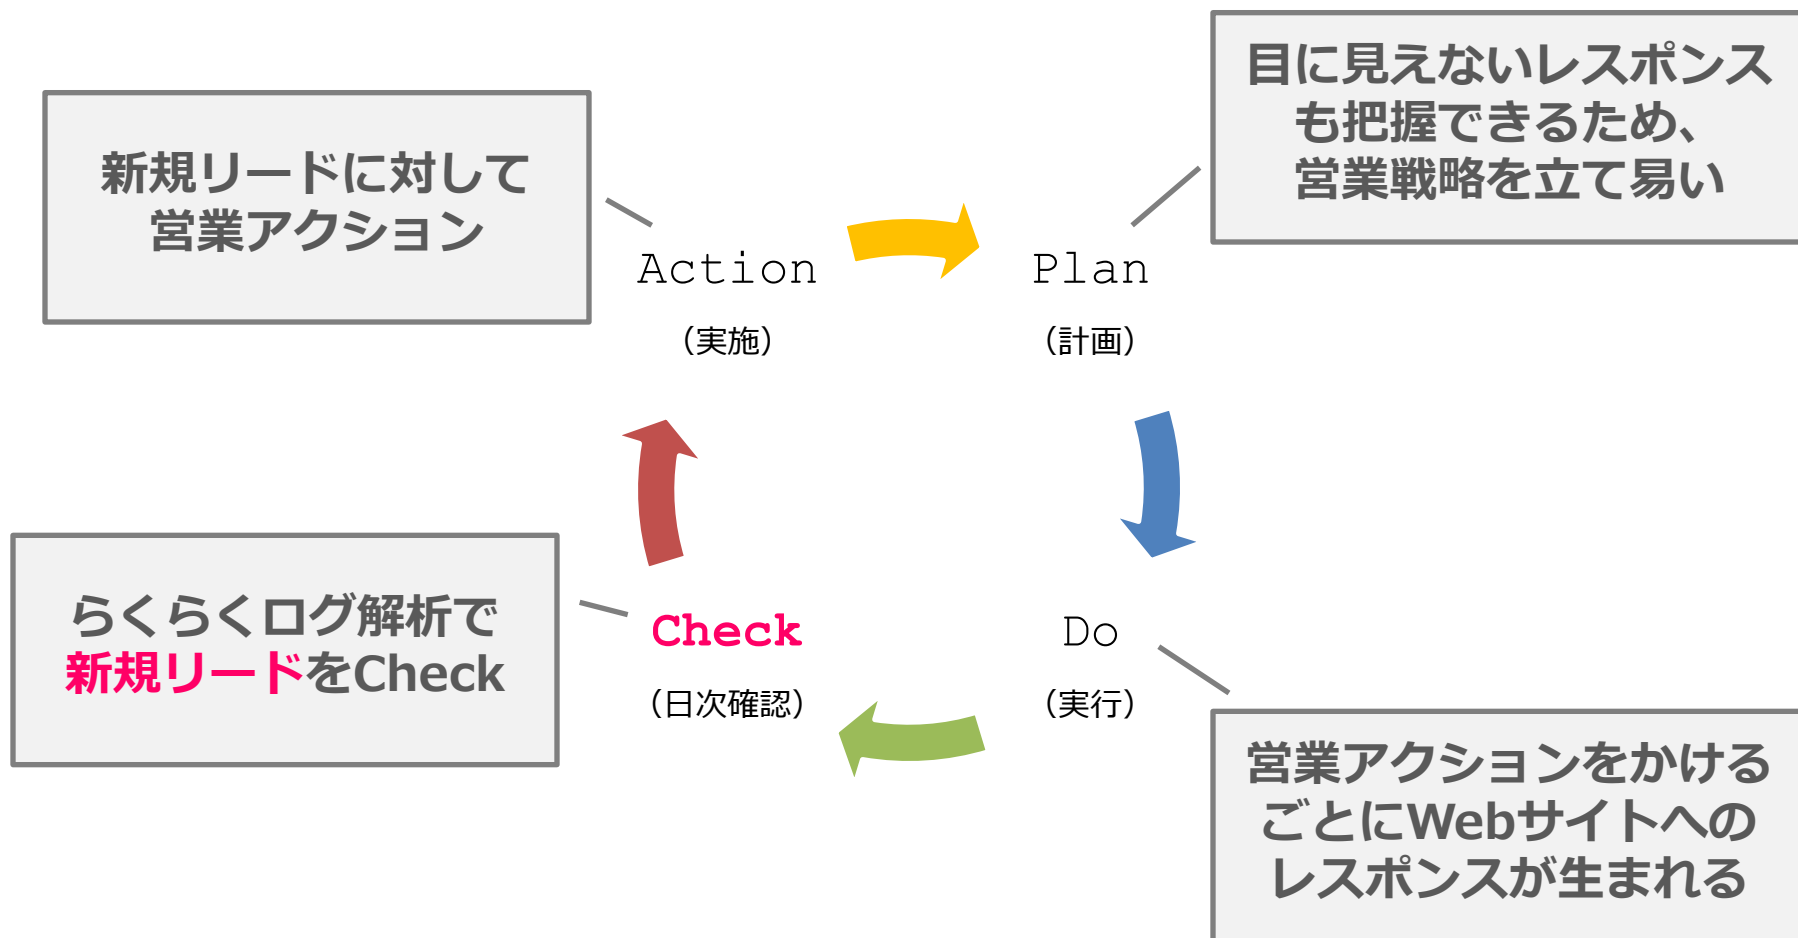 目に見えないレスポンス
も把握できるため、
営業戦略を立て易い
新規リードに対して
営業アクション
Action
(実施)
Plan
(計画)
らくらくログ解析で
新規リードをCheck
Check
(日次確認)
Do
(実行)
営業アクションをかける
ごとにWebサイトへの
レスポンスが生まれる